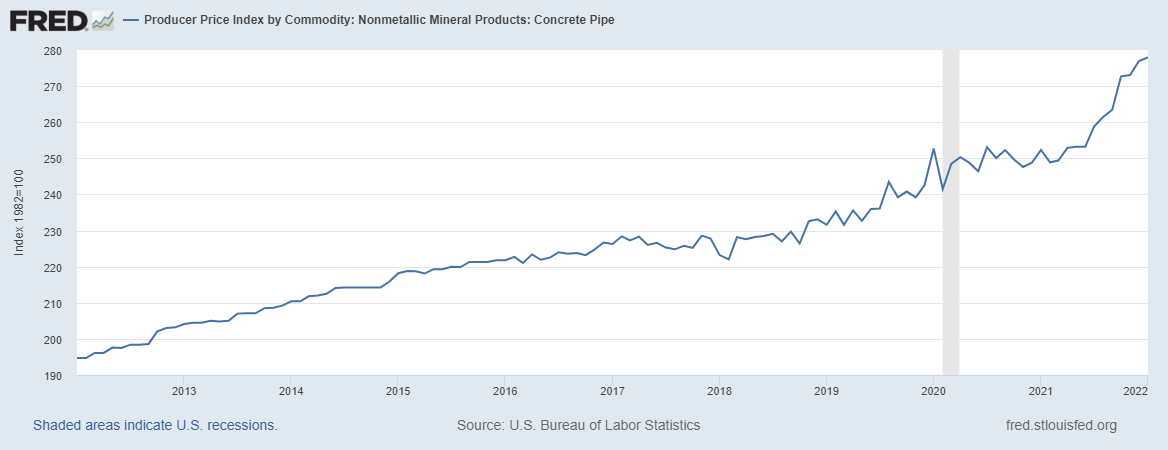 FRED
Producer Price Index by Commodity: Nonmetallic Mineral Products: Concrete Pipe
280
270
260
250
240
230
220
210
200
190
Index 1982=100
2013 2014 2015 2016 2017 2018 2019 2020 2021 2022
Shaded areas indicate U.S. recessions.
Source: U.S. Bureau of Labor Statistics
fred.stlouisfed.org